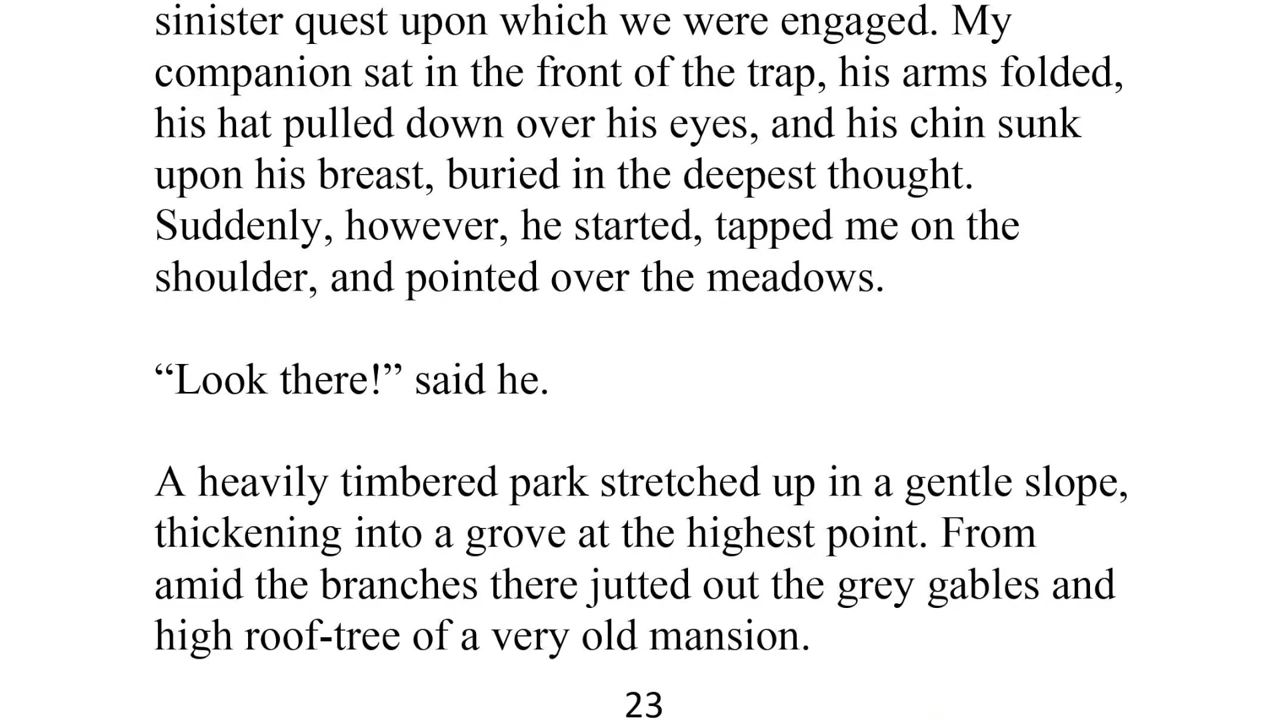 sinister quest upon which we were engaged. My
companion sat in the front of the trap, his arms folded,
his hat pulled down over his eyes, and his chin sunk
upon his breast, buried in the deepest thought.
Suddenly, however, he started, tapped me on the
shoulder, and pointed over the meadows.
“Look there!” said he.
A heavily timbered park stretched up in a gentle slope,
thickening into a grove at the highest point. From
amid the branches there jutted out the grey gables and
high roof-tree of a very old mansion.
23